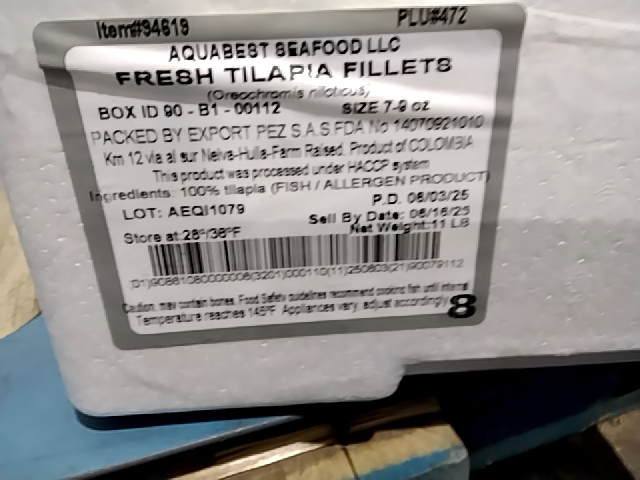 Item#94619 PLU#472
AQUABEST SEAFOOD LLC
FRESH TILAPIA FILLETS
(Oreochromis niloticus)
BOX ID 90 - B1 - 00112 SIZE 7-9 oz
PACKED BY EXPORT PEZ S.A.S.FDA No 14070921010
Km 12 via al sur Neiva-Huila-Farm Raised. Product of COLOMBIA
This product was processed under HACCP system
Ingredients: 100% tilapia (FISH / ALLERGEN PRODUCT)
LOT: AEQI1079 P.D. 06/03/25
Sell By Date: 06/16/25
Store at:28°/38°F Net Weight:11 LB
Caution, may contain bones. Food Safety guidelines recommend cooking fish until internal
Temperature reaches 145°F. Appliances vary, adjust accordingly 8